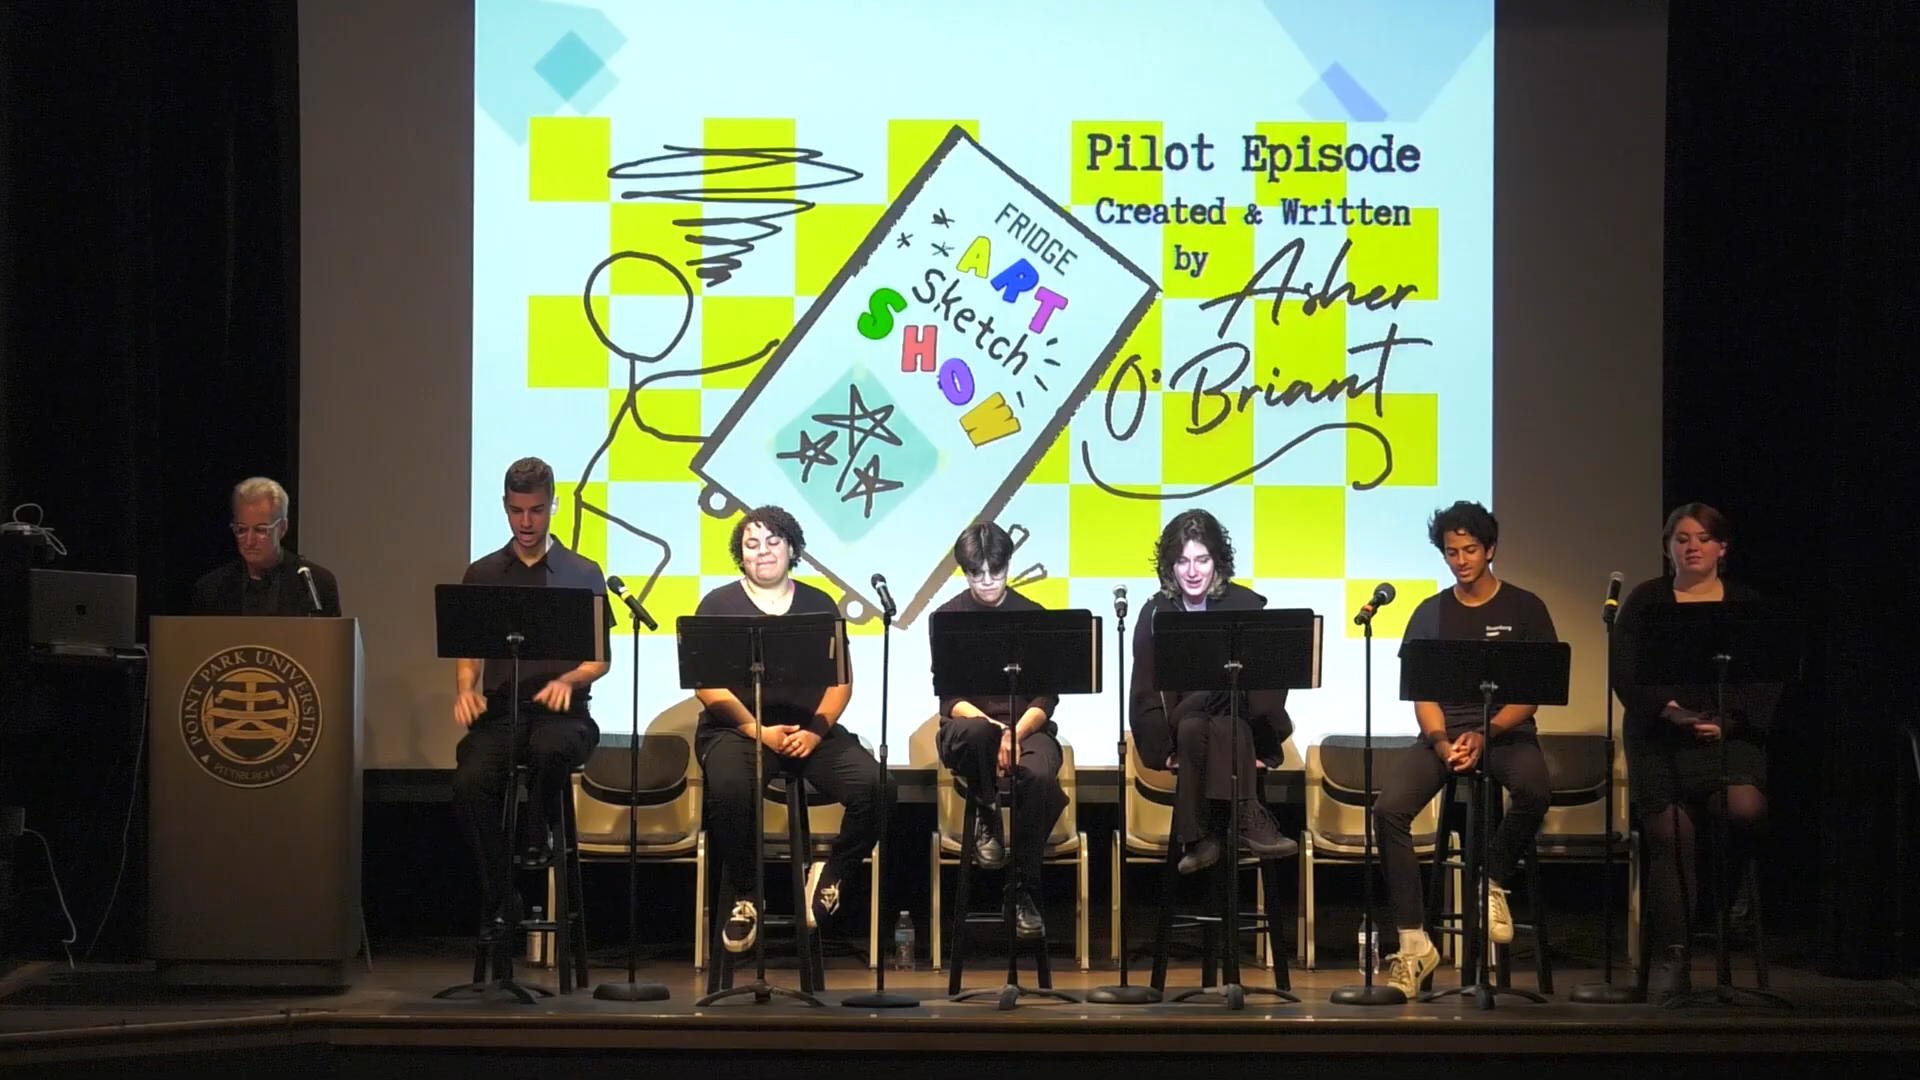 Pilot Episode
Created & Written
by Asher
O'Briant
FRIDGE
ART
Sketch
SHOW
POINT PARK UNIVERSITY
PITTSBURGH, PA